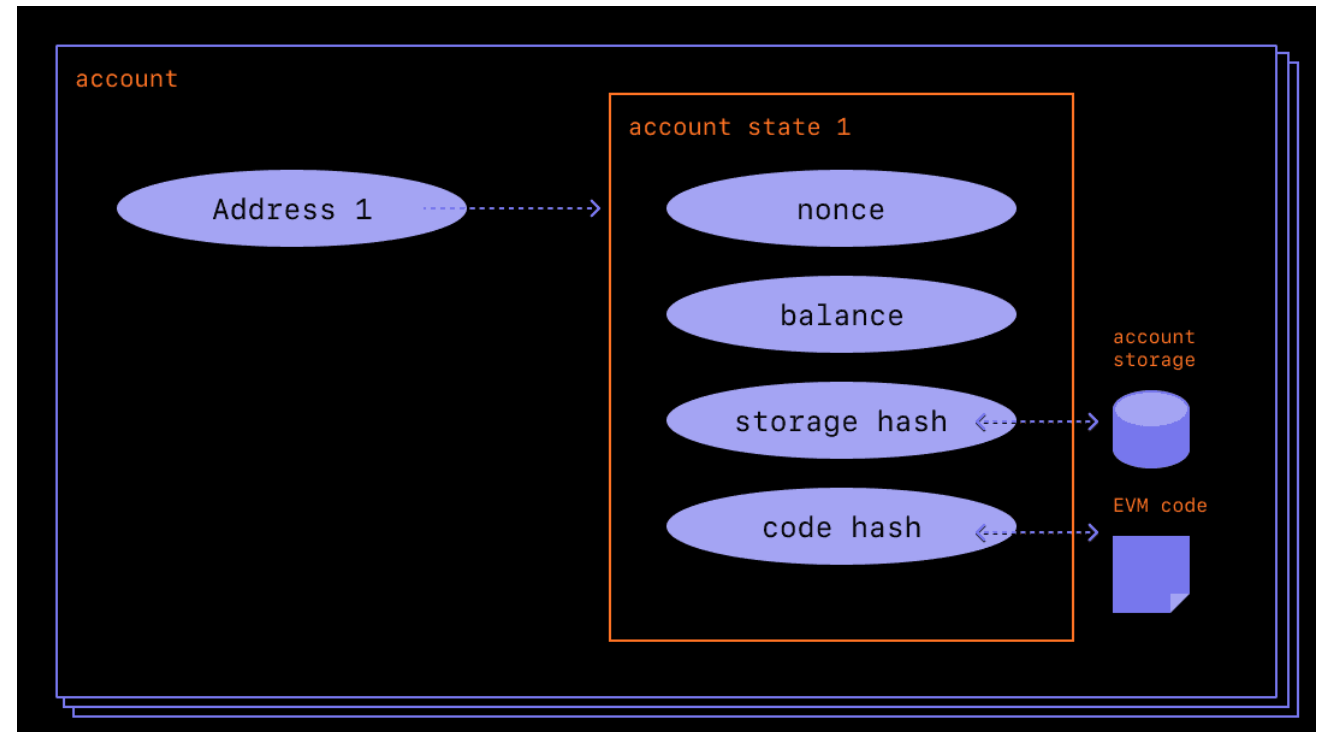 account
account state 1
Address 1
nonce
balance
account
storage
storage hash
EVM code
code hash